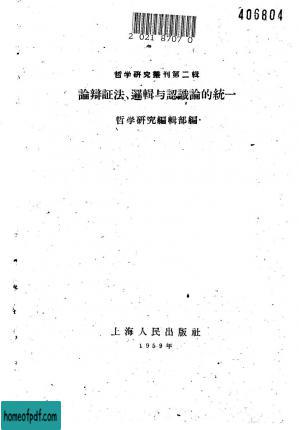 406804
2 021 8707 0
哲学研究叢刊第二輯
論辯証法、邏輯与認識論的統一
哲学研究編輯部編
上海人民出版社
1959年
homeofpdf.com